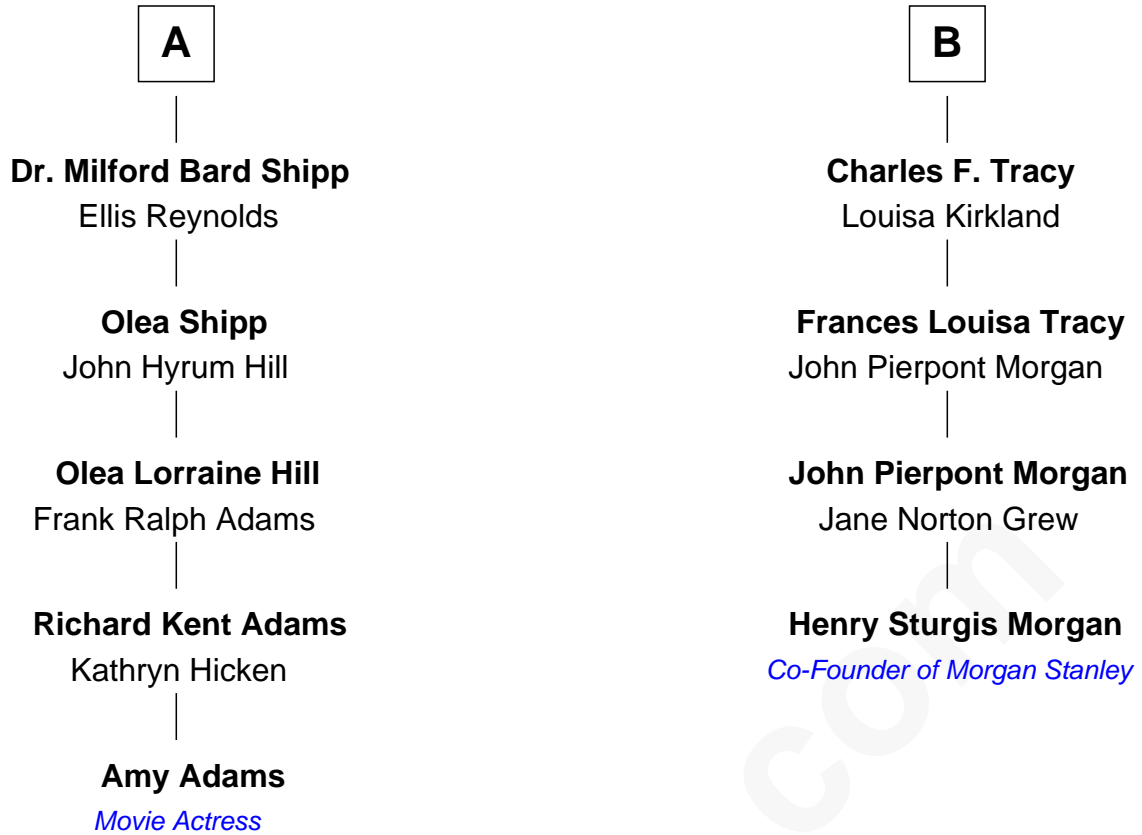 A
Dr. Milford Bard Shipp
Ellis Reynolds
Olea Shipp
John Hyrum Hill
Olea Lorraine Hill
Frank Ralph Adams
Richard Kent Adams
Kathryn Hicken
Amy Adams
Movie Actress
B
Charles F. Tracy
Louisa Kirkland
Frances Louisa Tracy
John Pierpont Morgan
John Pierpont Morgan
Jane Norton Grew
Henry Sturgis Morgan
Co-Founder of Morgan Stanley
com